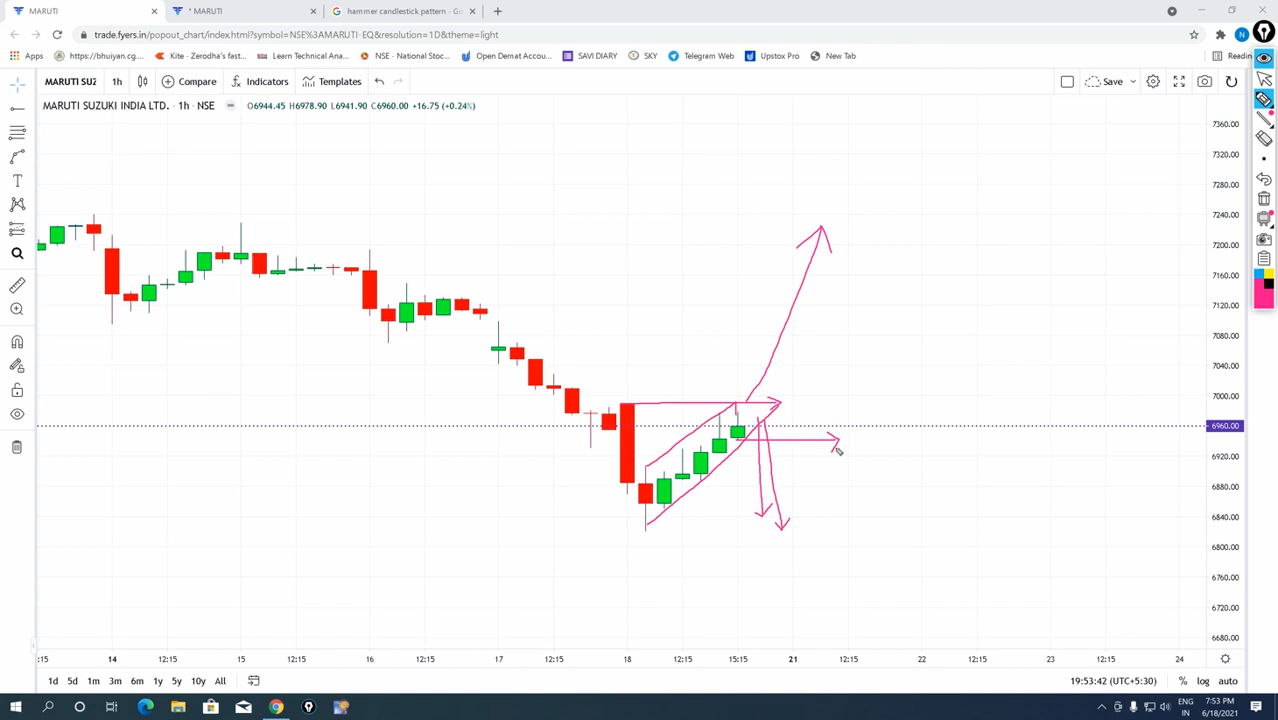 MARUTI
* MARUTI
hammer candlestick pattern - Go
trade.fyers.in/popout_chart/index.html?symbol=NSE%3AMARUTI-EQ&resolution=1D&theme=light
Apps
https://bhuiyan.cg....
Kite - Zerodha's fast...
Learn Technical Ana...
NSE - National Stoc...
Open Demat Accou...
SAVI DIARY
SKY
Telegram Web
Upstox Pro
New Tab
Reading
MARUTI SUZ
1h
Compare
Indicators
Templates
Save
MARUTI SUZUKI INDIA LTD. · 1h · NSE
O6944.45 H6978.90 L6941.90 C6960.00 +16.75 (+0.24%)
7360.00
7320.00
7280.00
7240.00
7200.00
7160.00
7120.00
7080.00
7040.00
7000.00
6960.00
6920.00
6880.00
6840.00
6800.00
6760.00
6720.00
6680.00
:15 14 12:15 15 12:15 16 12:15 17 12:15 18 12:15 15:15 21 12:15 22 12:15 23 12:15 24
1d 5d 1m 3m 6m 1y 5y 10y All
19:53:42 (UTC+5:30) % log auto
ENG
IN
7:53 PM
6/18/2021